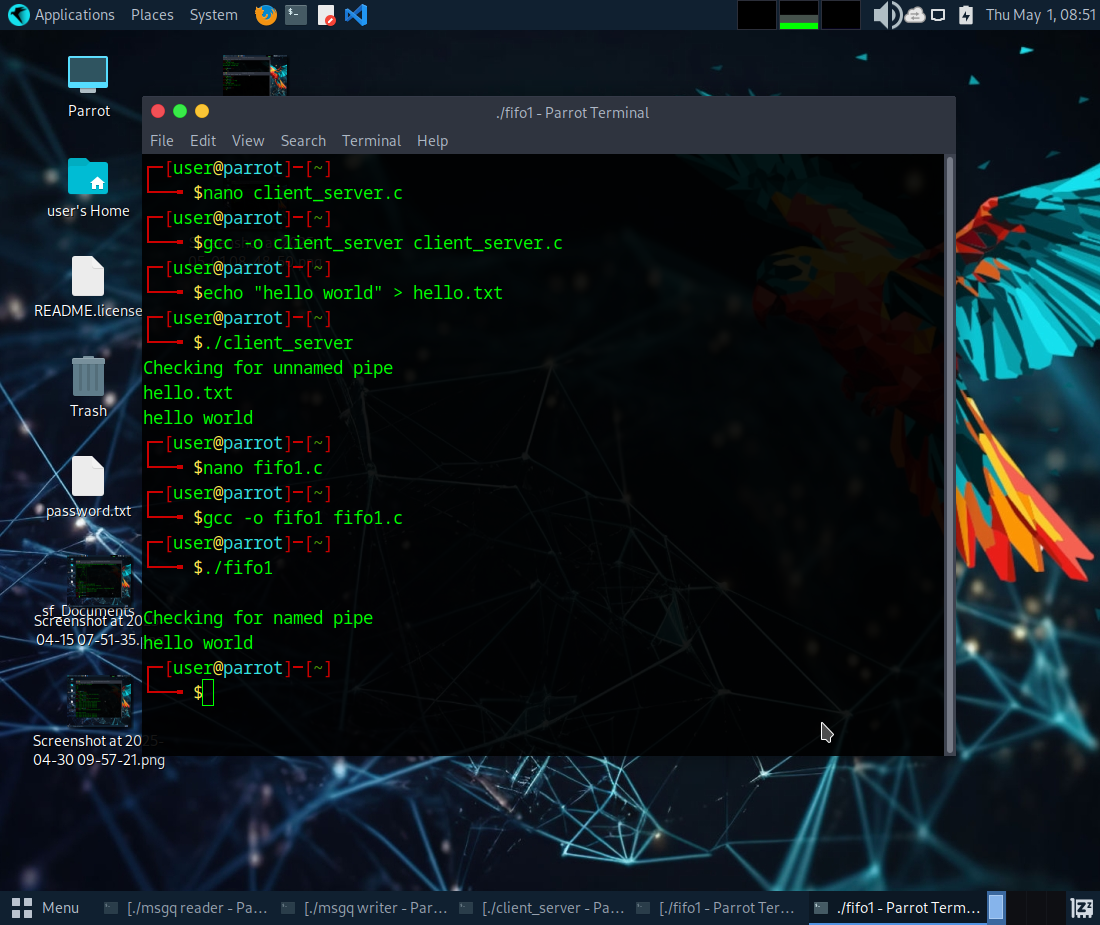 Applications Places System Thu May 1, 08:51
Parrot
./fifo1 - Parrot Terminal
File Edit View Search Terminal Help
user's Home
README.license
Trash
password.txt
sf_Documents
Screenshot at 20
04-15 07-51-35.
Screenshot at 2025-
04-30 09-57-21.png
┌─[user@parrot]─[~]
└──╼ $nano client_server.c
┌─[user@parrot]─[~]
└──╼ $gcc -o client_server client_server.c
┌─[user@parrot]─[~]
└──╼ $echo "hello world" > hello.txt
┌─[user@parrot]─[~]
└──╼ $./client_server
Checking for unnamed pipe
hello.txt
hello world
┌─[user@parrot]─[~]
└──╼ $nano fifo1.c
┌─[user@parrot]─[~]
└──╼ $gcc -o fifo1 fifo1.c
┌─[user@parrot]─[~]
└──╼ $./fifo1
Checking for named pipe
hello world
┌─[user@parrot]─[~]
└──╼ $
Menu [./msgq reader - Pa... [./msgq writer - Par... [./client_server - Pa... [./fifo1 - Parrot Ter... ./fifo1 - Parrot Term...